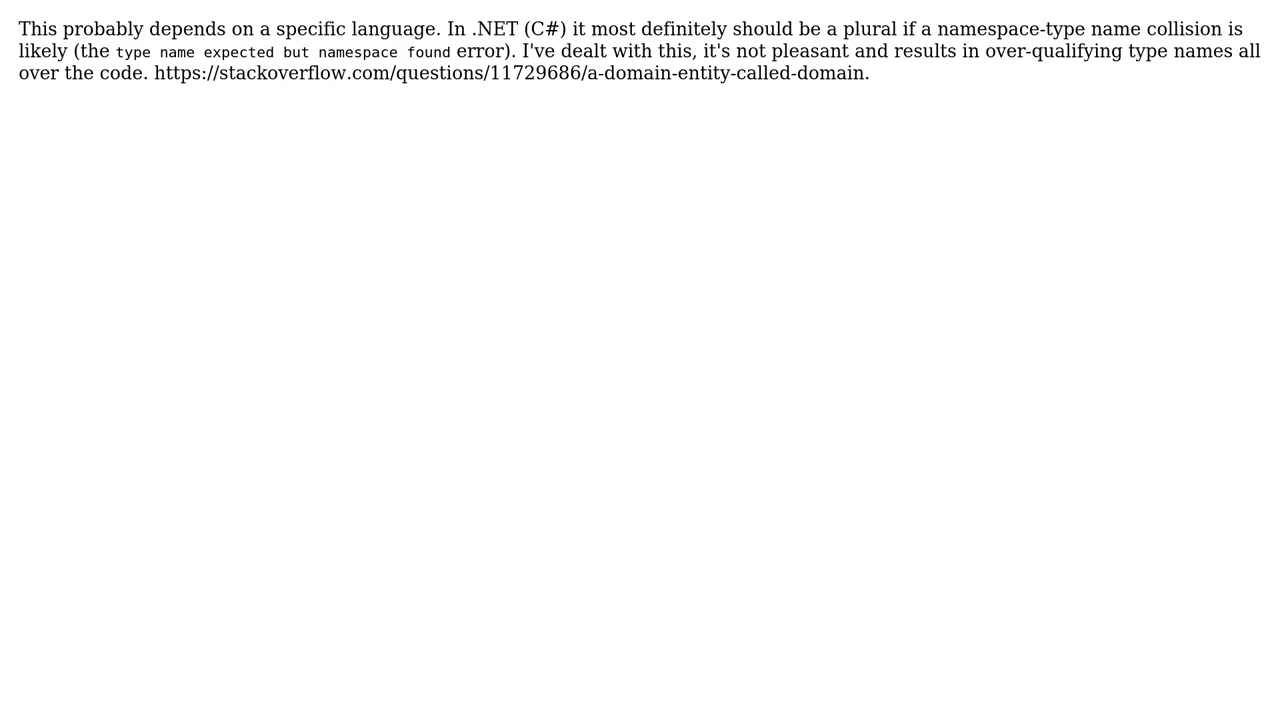 This probably depends on a specific language. In .NET (C#) it most definitely should be a plural if a namespace-type name collision is
likely (the type name expected but namespace found error). I've dealt with this, it's not pleasant and results in over-qualifying type names all
over the code. https://stackoverflow.com/questions/11729686/a-domain-entity-called-domain.